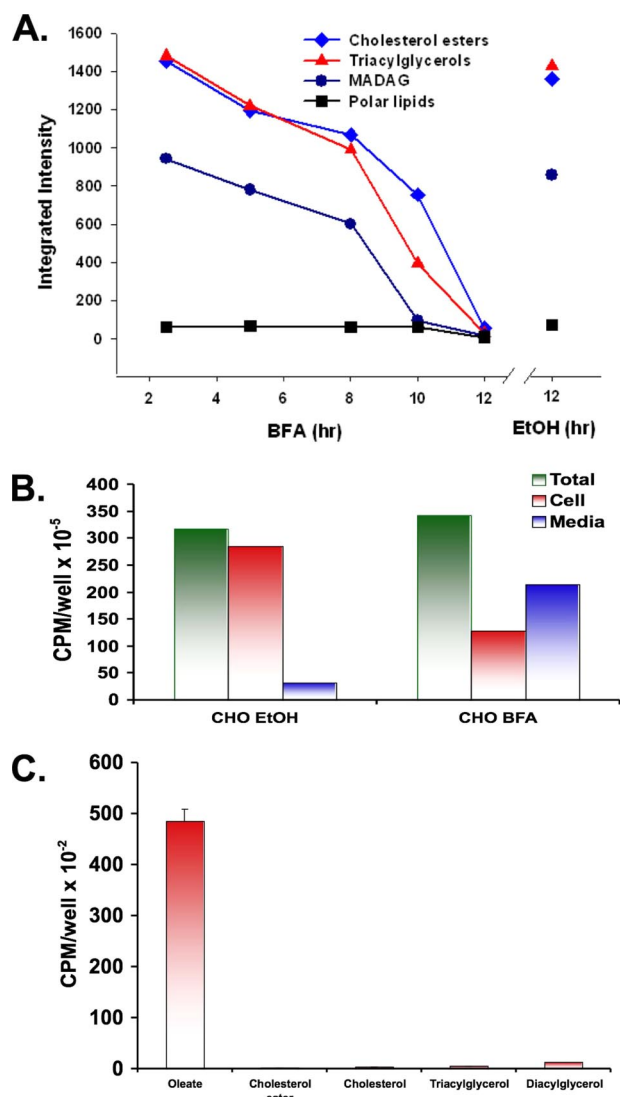 A.
1600
1400
1200
1000
800
600
400
200
0
Integrated Intensity
Cholesterol esters
Triacylglycerols
MADAG
Polar lipids
2 4 6 8 10 12 12
BFA (hr) EtOH (hr)
B.
400
350
300
250
200
150
100
50
0
CPM/well x 10-5
Total
Cell
Media
CHO EtOH CHO BFA
C.
600
500
400
300
200
100
0
CPM/well x 10-2
Oleate Cholesterol Cholesterol Triacylglycerol Diacylglycerol
ester